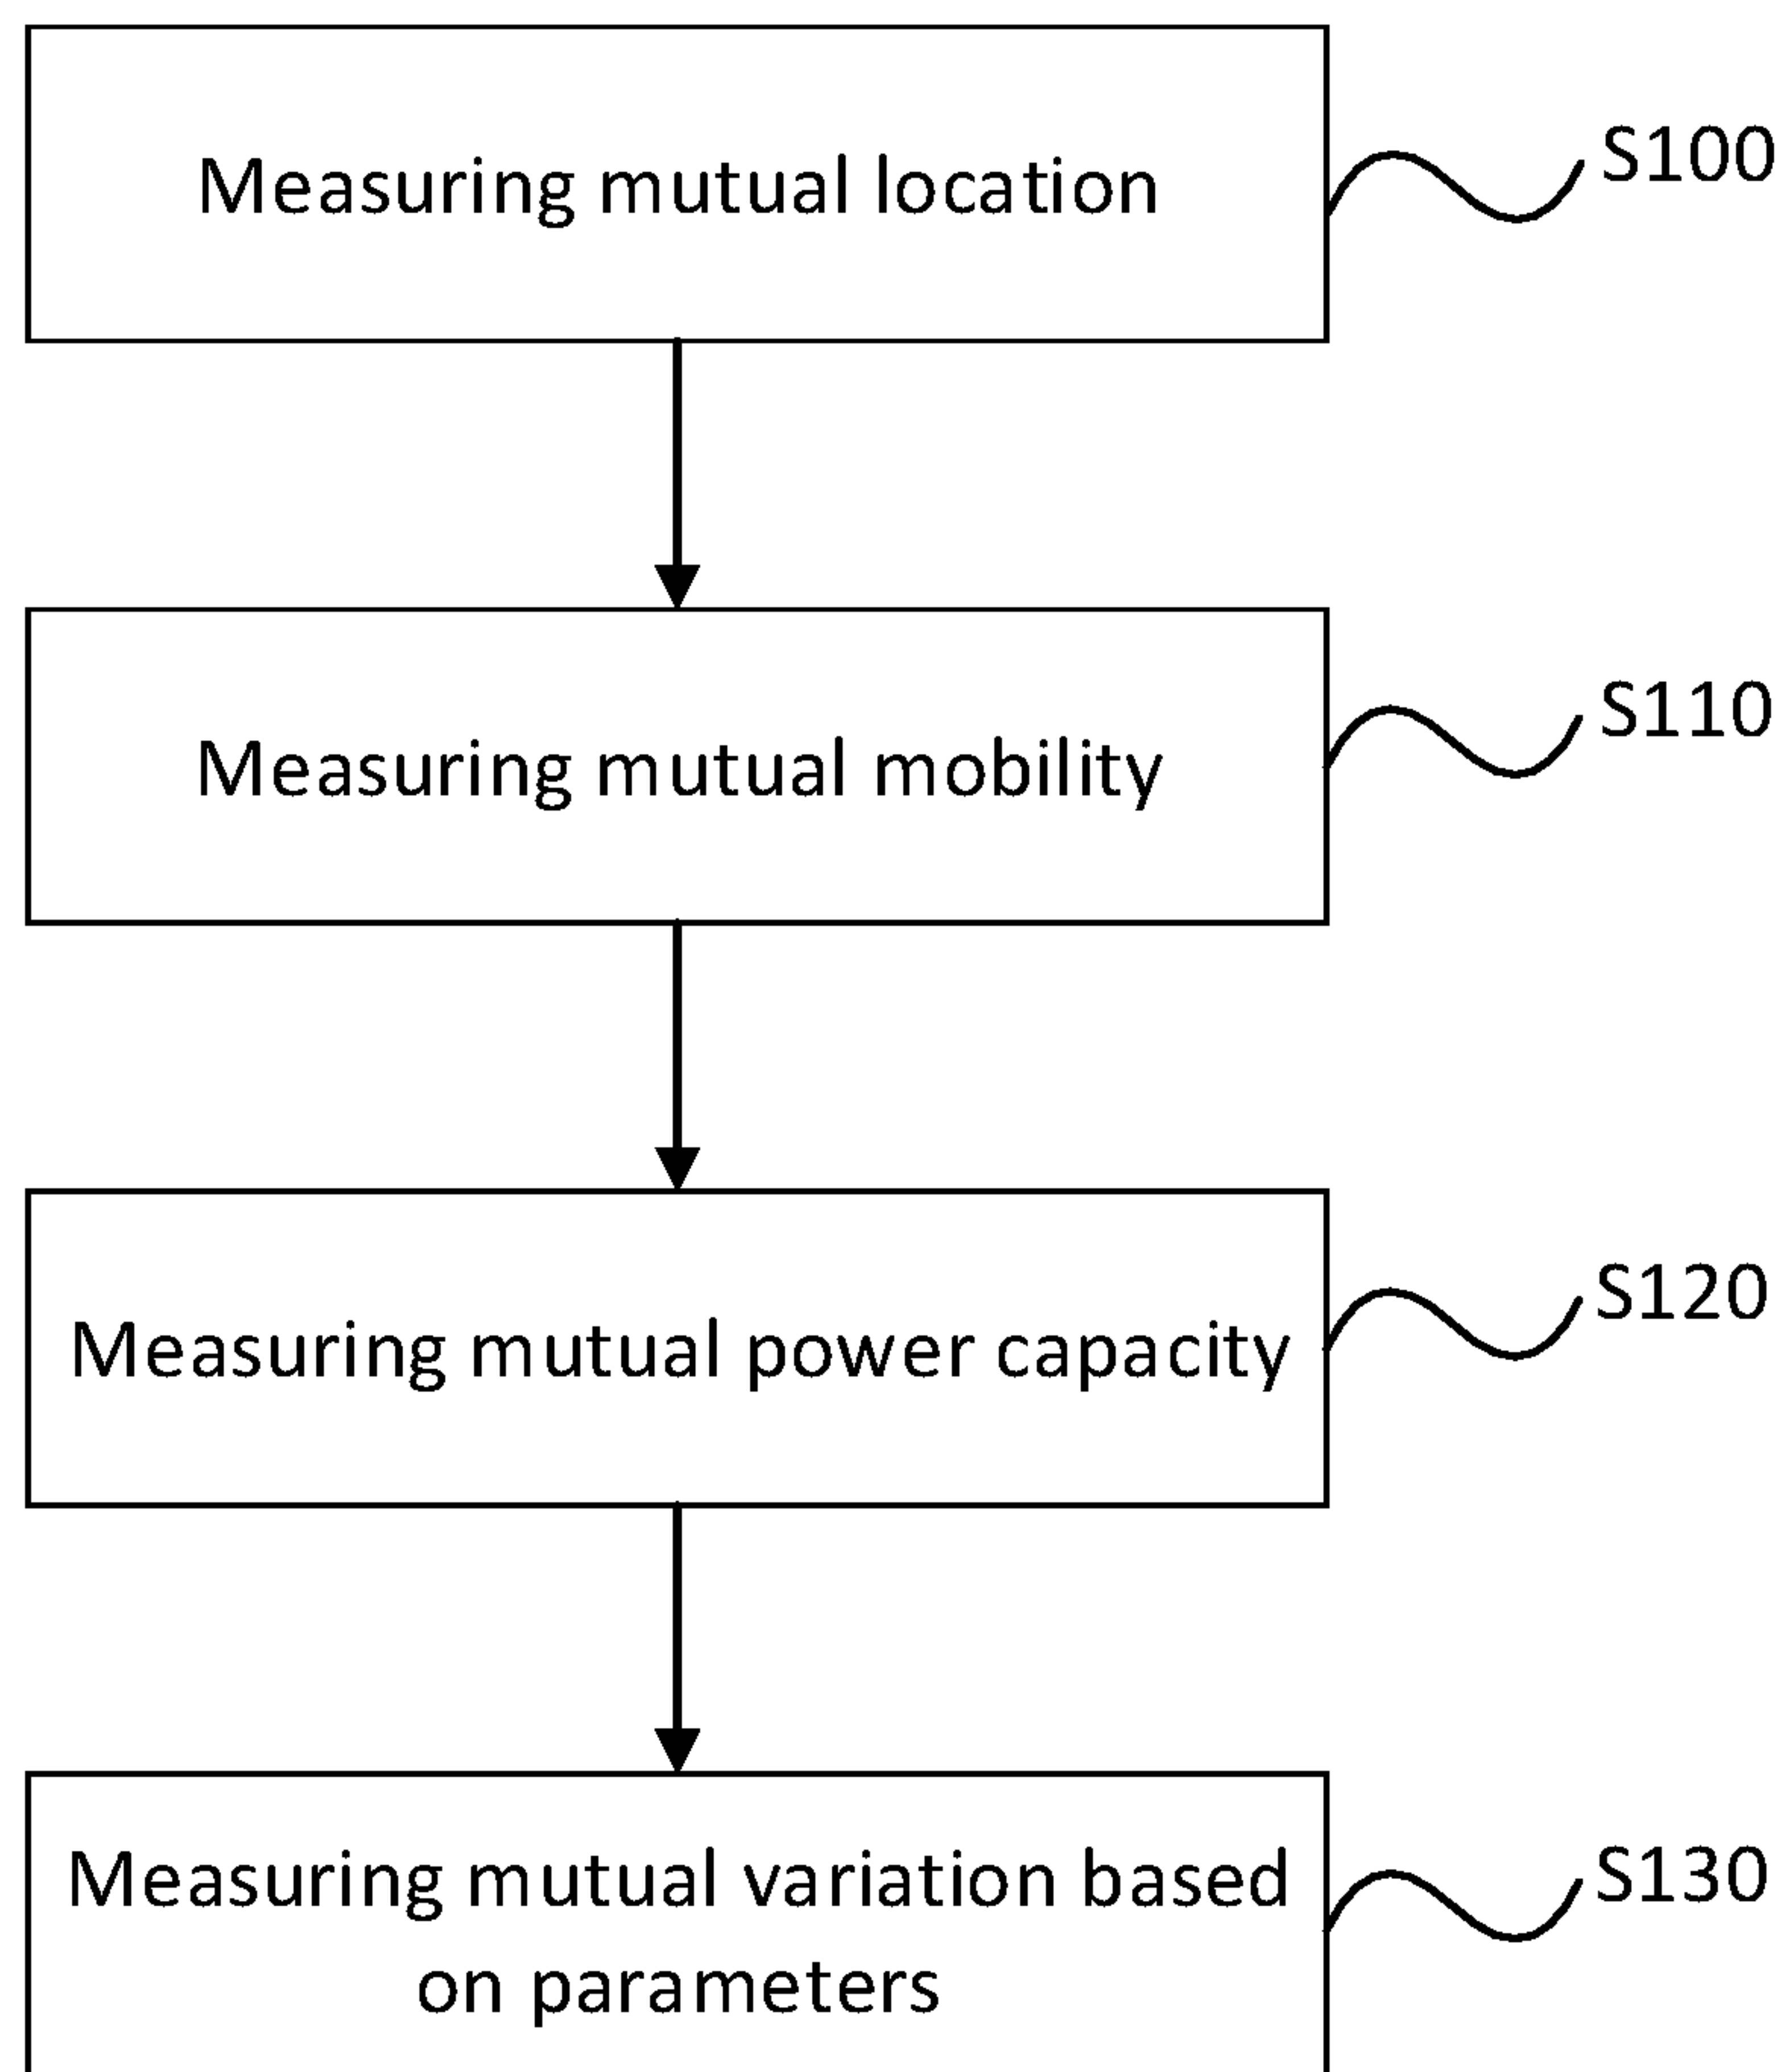 Measuring mutual location
S100
Measuring mutual mobility
S110
Measuring mutual power capacity
S120
Measuring mutual variation based
on parameters
S130